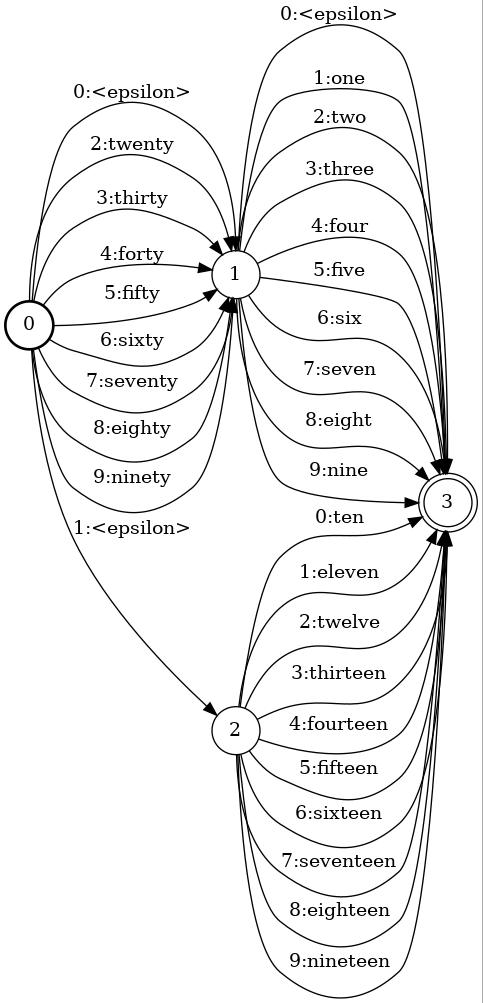 0:<epsilon>
0:<epsilon>
1:one
2:twenty
2:two
3:thirty
3:three
4:forty
4:four
1
5:five
5:fifty
0
6:six
6:sixty
7:seven
7:seventy
8:eight
8:eighty
9:nine
9:ninety
3
0:ten
1:<epsilon>
1:eleven
2:twelve
3:thirteen
4:fourteen
2
5:fifteen
6:sixteen
7:seventeen
8:eighteen
9:nineteen